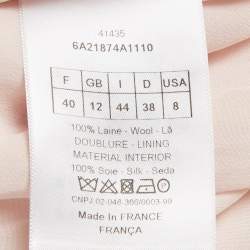 41435
6A21874A1110
F GB I D USA
40 12 44 38 8
100% Laine - Wool - Lã
DOUBLURE - LINING
MATERIAL INTERIOR
100% Soie - Silk - Seda
CNPJ 02.046.366/0003-99
Made In FRANCE
FRANÇA